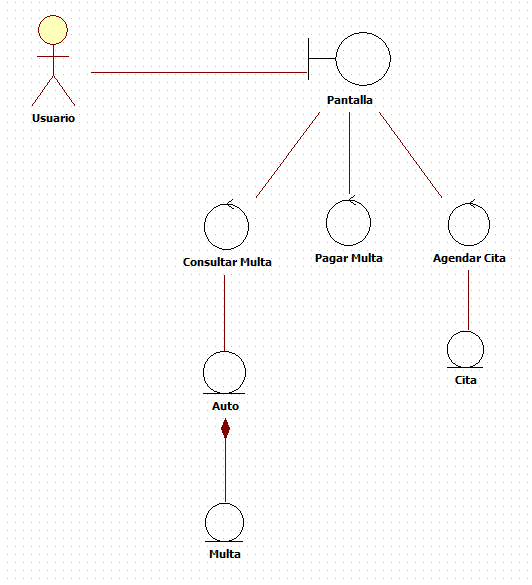 Usuario
Pantalla
Consultar Multa
Pagar Multa
Agendar Cita
Cita
Auto
Multa